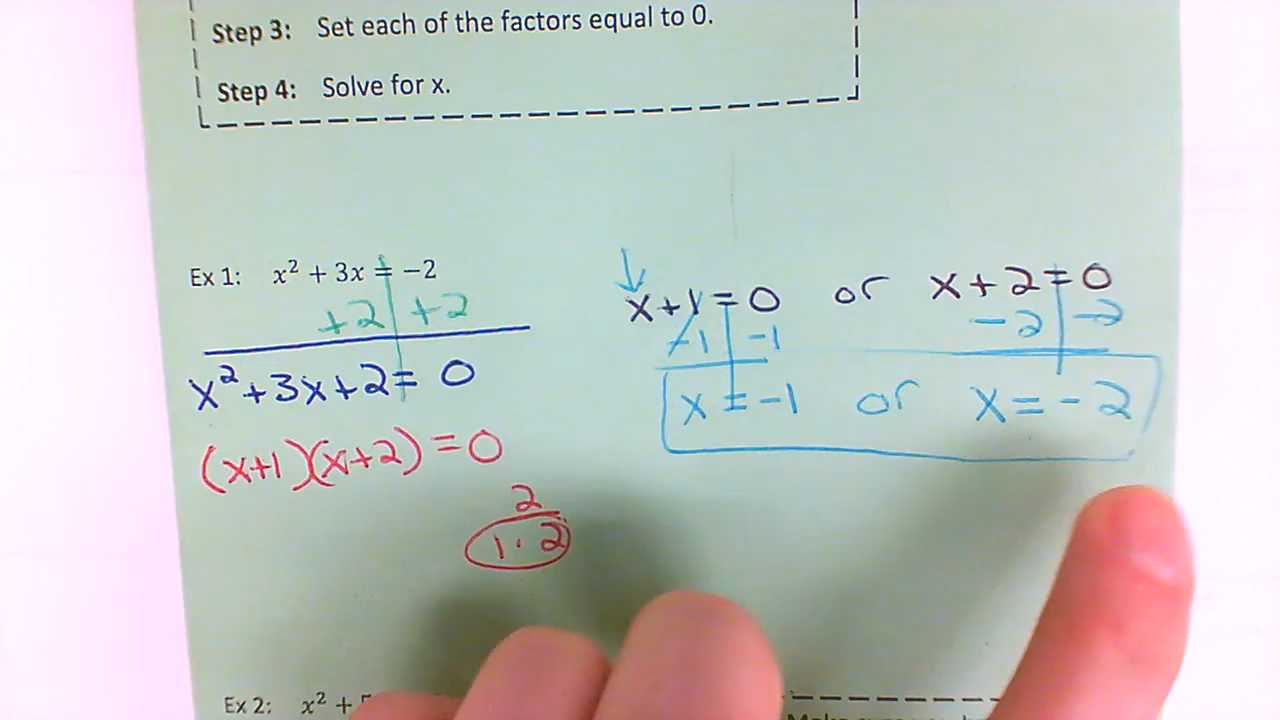 Step 3: Set each of the factors equal to 0.
Step 4: Solve for x.
Ex 1: x² + 3x = −2
+2 +2
x² + 3x + 2 = 0
(x+1)(x+2) = 0
2
1 · 2
x + 1 = 0 or x + 2 = 0
−1 −1 −2 −2
x = −1 or x = −2
Ex 2: x² +